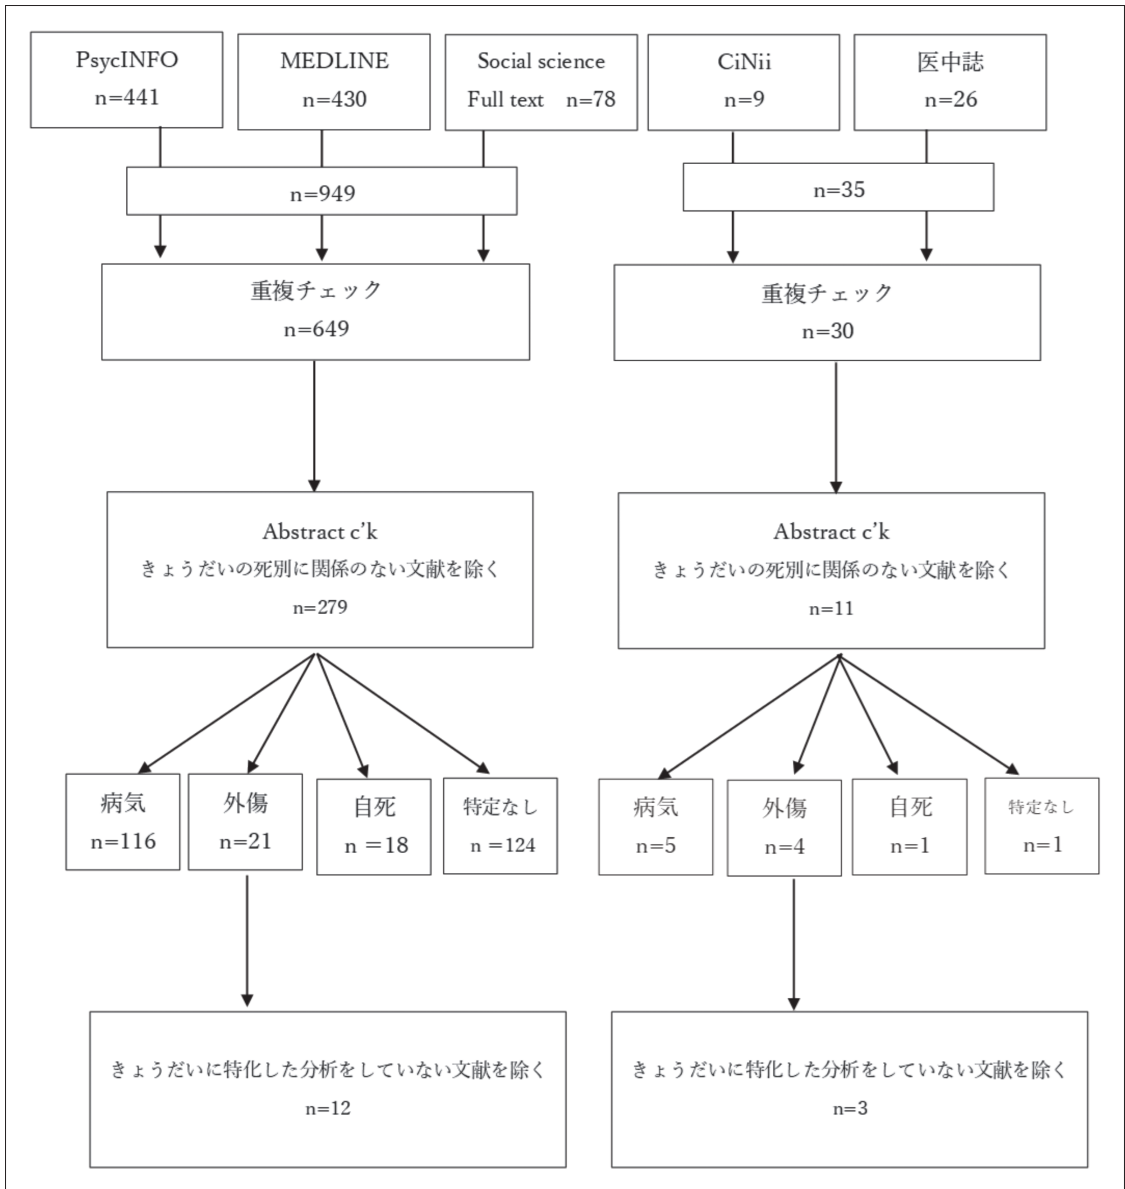 PsycINFO
n=441
MEDLINE
n=430
Social science
Full text n=78
CiNii
n=9
医中誌
n=26
n=949
n=35
重複チェック
n=649
重複チェック
n=30
Abstract c’k
きょうだいの死別に関係のない文献を除く
n=279
Abstract c’k
きょうだいの死別に関係のない文献を除く
n=11
病気
n=116
外傷
n=21
自死
n =18
特定なし
n =124
病気
n=5
外傷
n=4
自死
n=1
特定なし
n=1
きょうだいに特化した分析をしていない文献を除く
n=12
きょうだいに特化した分析をしていない文献を除く
n=3